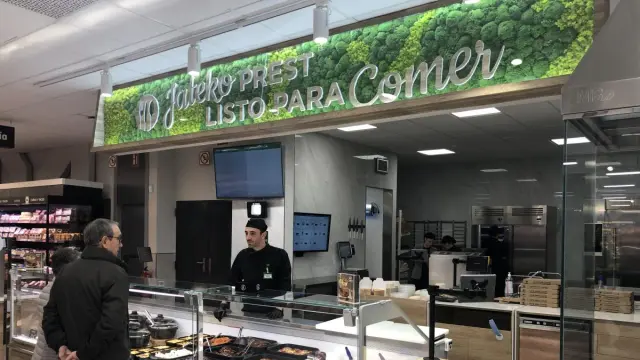 Jateko PREST
LISTO PARA Comer